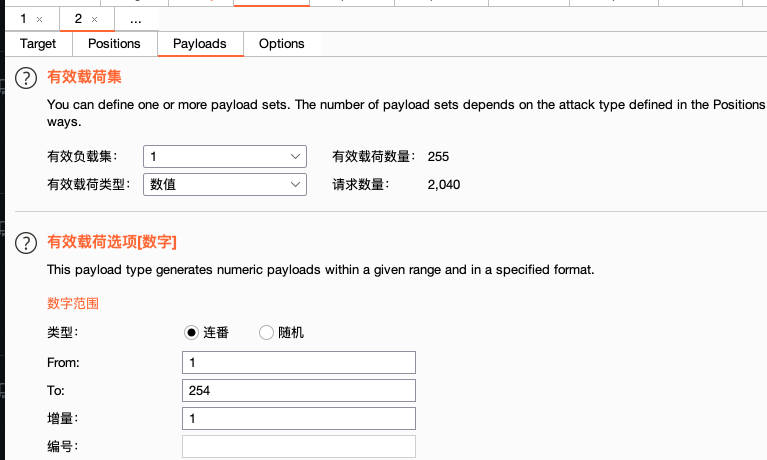 1 × 2 × ...
Target Positions Payloads Options
? 有效载荷集
You can define one or more payload sets. The number of payload sets depends on the attack type defined in the Positions
ways.
有效负载集： 1 有效载荷数量： 255
有效载荷类型： 数值 请求数量： 2,040
? 有效载荷选项[数字]
This payload type generates numeric payloads within a given range and in a specified format.
数字范围
类型： 连番 随机
From: 1
To: 254
增量： 1
编号：